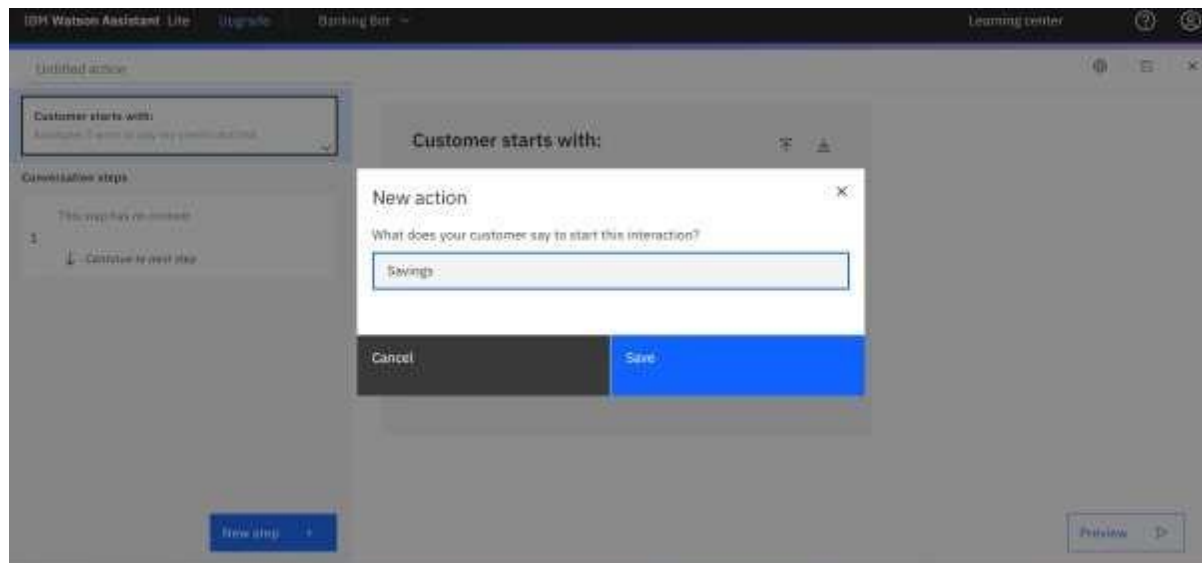 IBM Watson Assistant Lite Upgrade Banking Bot Learning center
Untitled action
Customer starts with:
Conversation steps
This step has no content
1
Continue to next step
New step +
Customer starts with:
New action
What does your customer say to start this interaction?
Savings
Cancel Save
Preview